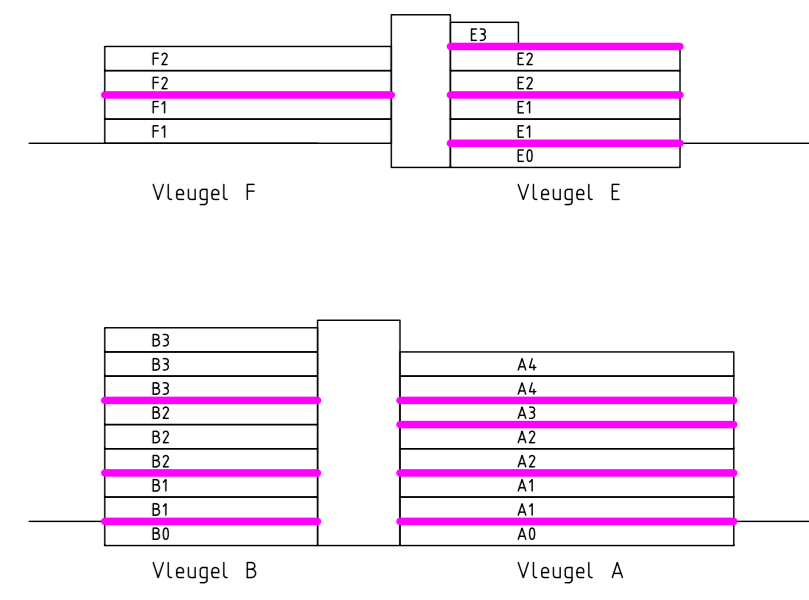 E3
F2 E2
F2 E2
F1 E1
F1 E1
E0
Vleugel F Vleugel E
B3
B3 A4
B3 A4
B2 A3
B2 A2
B2 A2
B1 A1
B1 A1
B0 A0
Vleugel B Vleugel A